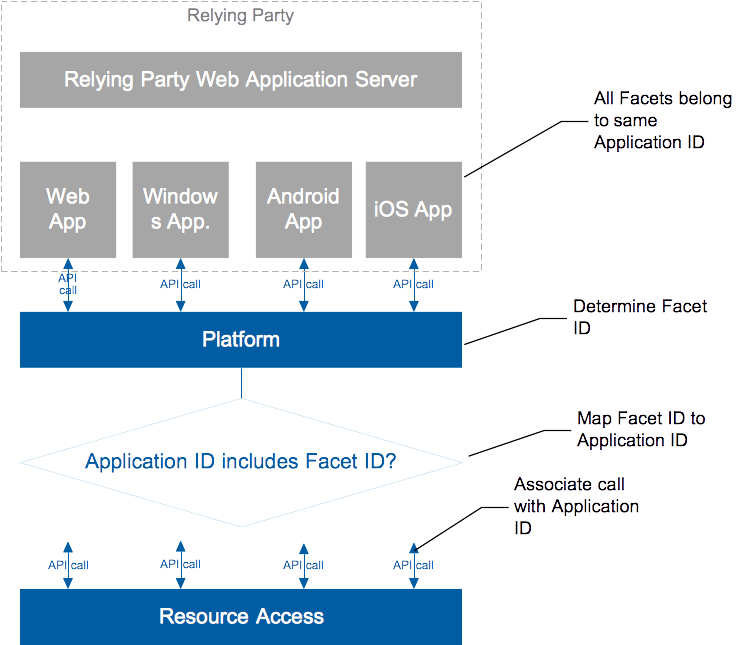 Relying Party
Relying Party Web Application Server
All Facets belong
to same
Application ID
Web
App
Window
s App.
Android
App
iOS App
API
call
API call
API call
API call
Determine Facet
ID
Platform
Map Facet ID to
Application ID
Application ID includes Facet ID?
Associate call
with Application
ID
API call
API call
API call
API call
Resource Access